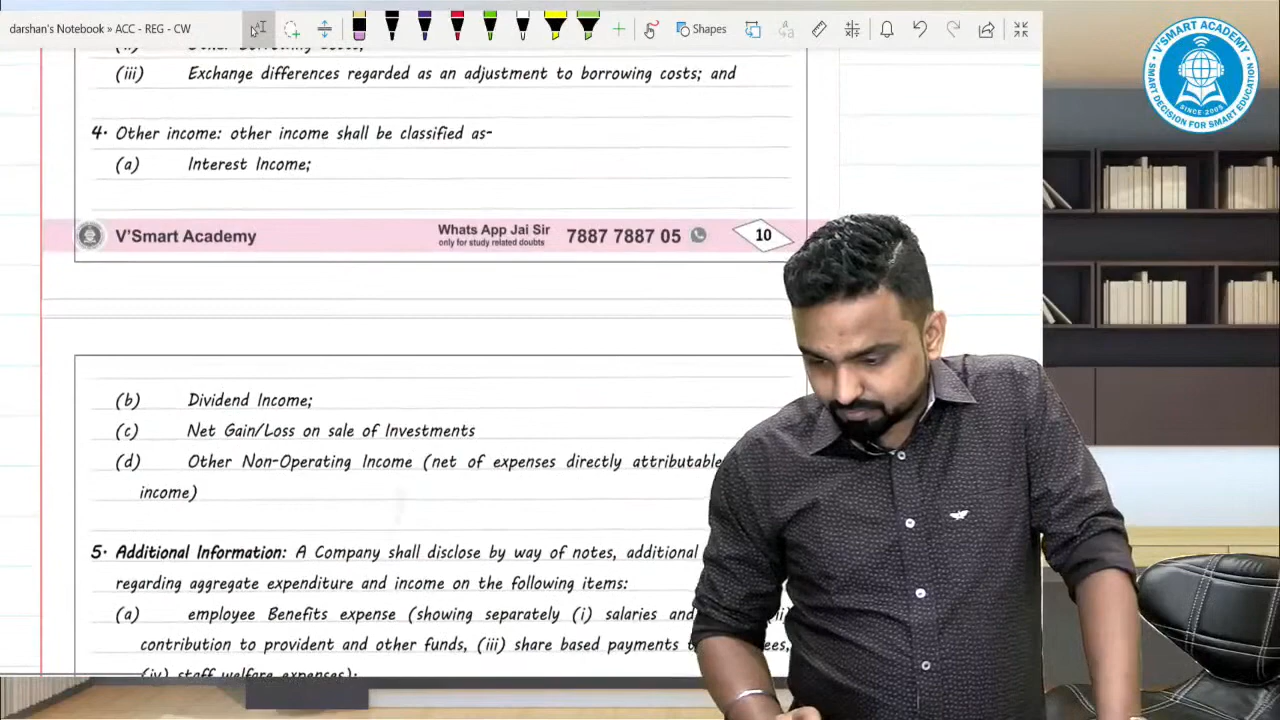 darshan's Notebook » ACC - REG - CW
Shapes
(iii) Exchange differences regarded as an adjustment to borrowing costs; and
4. Other income: other income shall be classified as-
(a) Interest Income;
V'Smart Academy
Whats App Jai Sir
only for study related doubts
7887 7887 05
10
(b) Dividend Income;
(c) Net Gain/Loss on sale of Investments
(d) Other Non-Operating Income (net of expenses directly attributable
income)
5. Additional Information: A Company shall disclose by way of notes, additional
regarding aggregate expenditure and income on the following items:
(a) employee Benefits expense (showing separately (i) salaries and (ii)
contribution to provident and other funds, (iii) share based payments
(iv) staff welfare expenses);
V'SMART ACADEMY
SINCE-2005
SMART DECISION FOR SMART EDUCATION